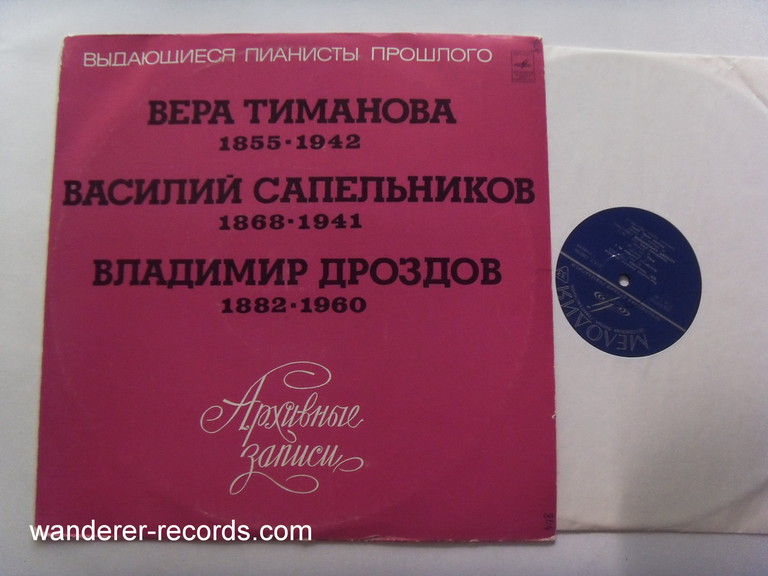 ВЫДАЮЩИЕСЯ ПИАНИСТЫ ПРОШЛОГО
ВЕРА ТИМАНОВА
1855·1942
ВАСИЛИЙ САПЕЛЬНИКОВ
1868·1941
ВЛАДИМИР ДРОЗДОВ
1882·1960
Архивные
записи
МЕЛОДИЯ
wanderer-records.com